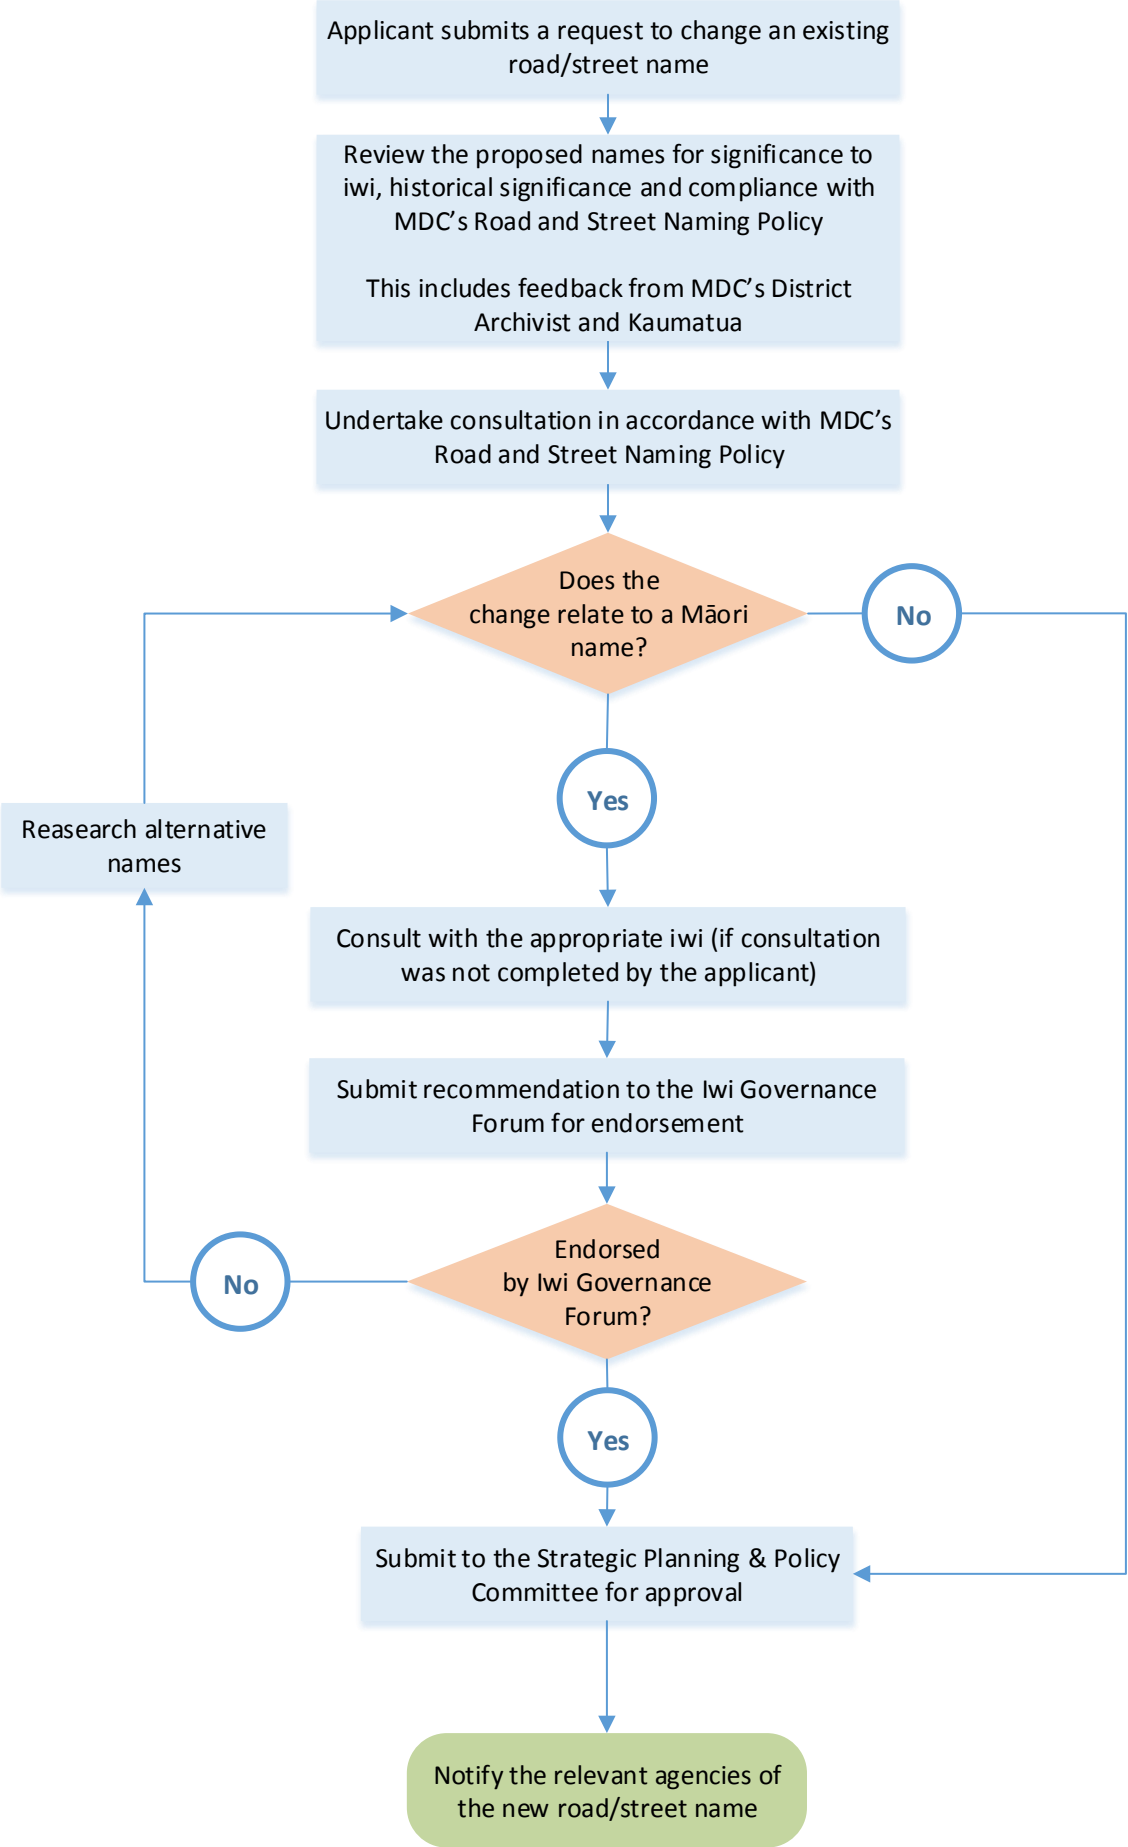 Applicant submits a request to change an existing
road/street name
Review the proposed names for significance to
iwi, historical significance and compliance with
MDC's Road and Street Naming Policy
This includes feedback from MDC's District
Archivist and Kaumatua
Undertake consultation in accordance with MDC's
Road and Street Naming Policy
Does the
change relate to a Māori
name?
No
Yes
Reasearch alternative
names
Consult with the appropriate iwi (if consultation
was not completed by the applicant)
Submit recommendation to the Iwi Governance
Forum for endorsement
Endorsed
by Iwi Governance
Forum?
No
Yes
Submit to the Strategic Planning & Policy
Committee for approval
Notify the relevant agencies of
the new road/street name